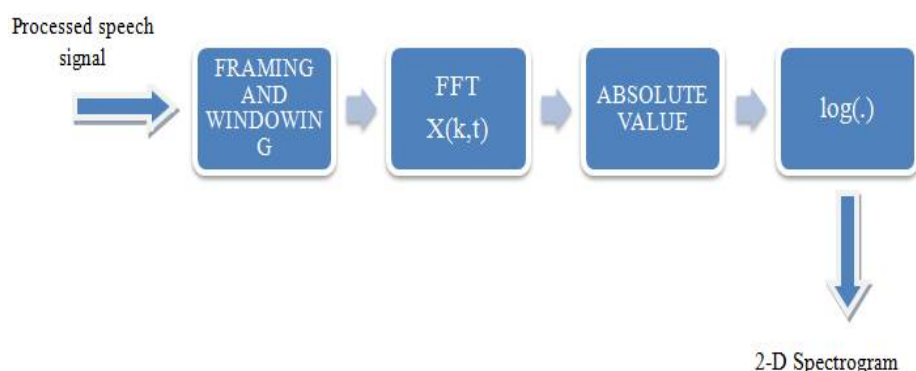 Processed speech
signal
FRAMING
AND
WINDOWIN
G
FFT
X(k,t)
ABSOLUTE
VALUE
log(.)
2-D Spectrogram